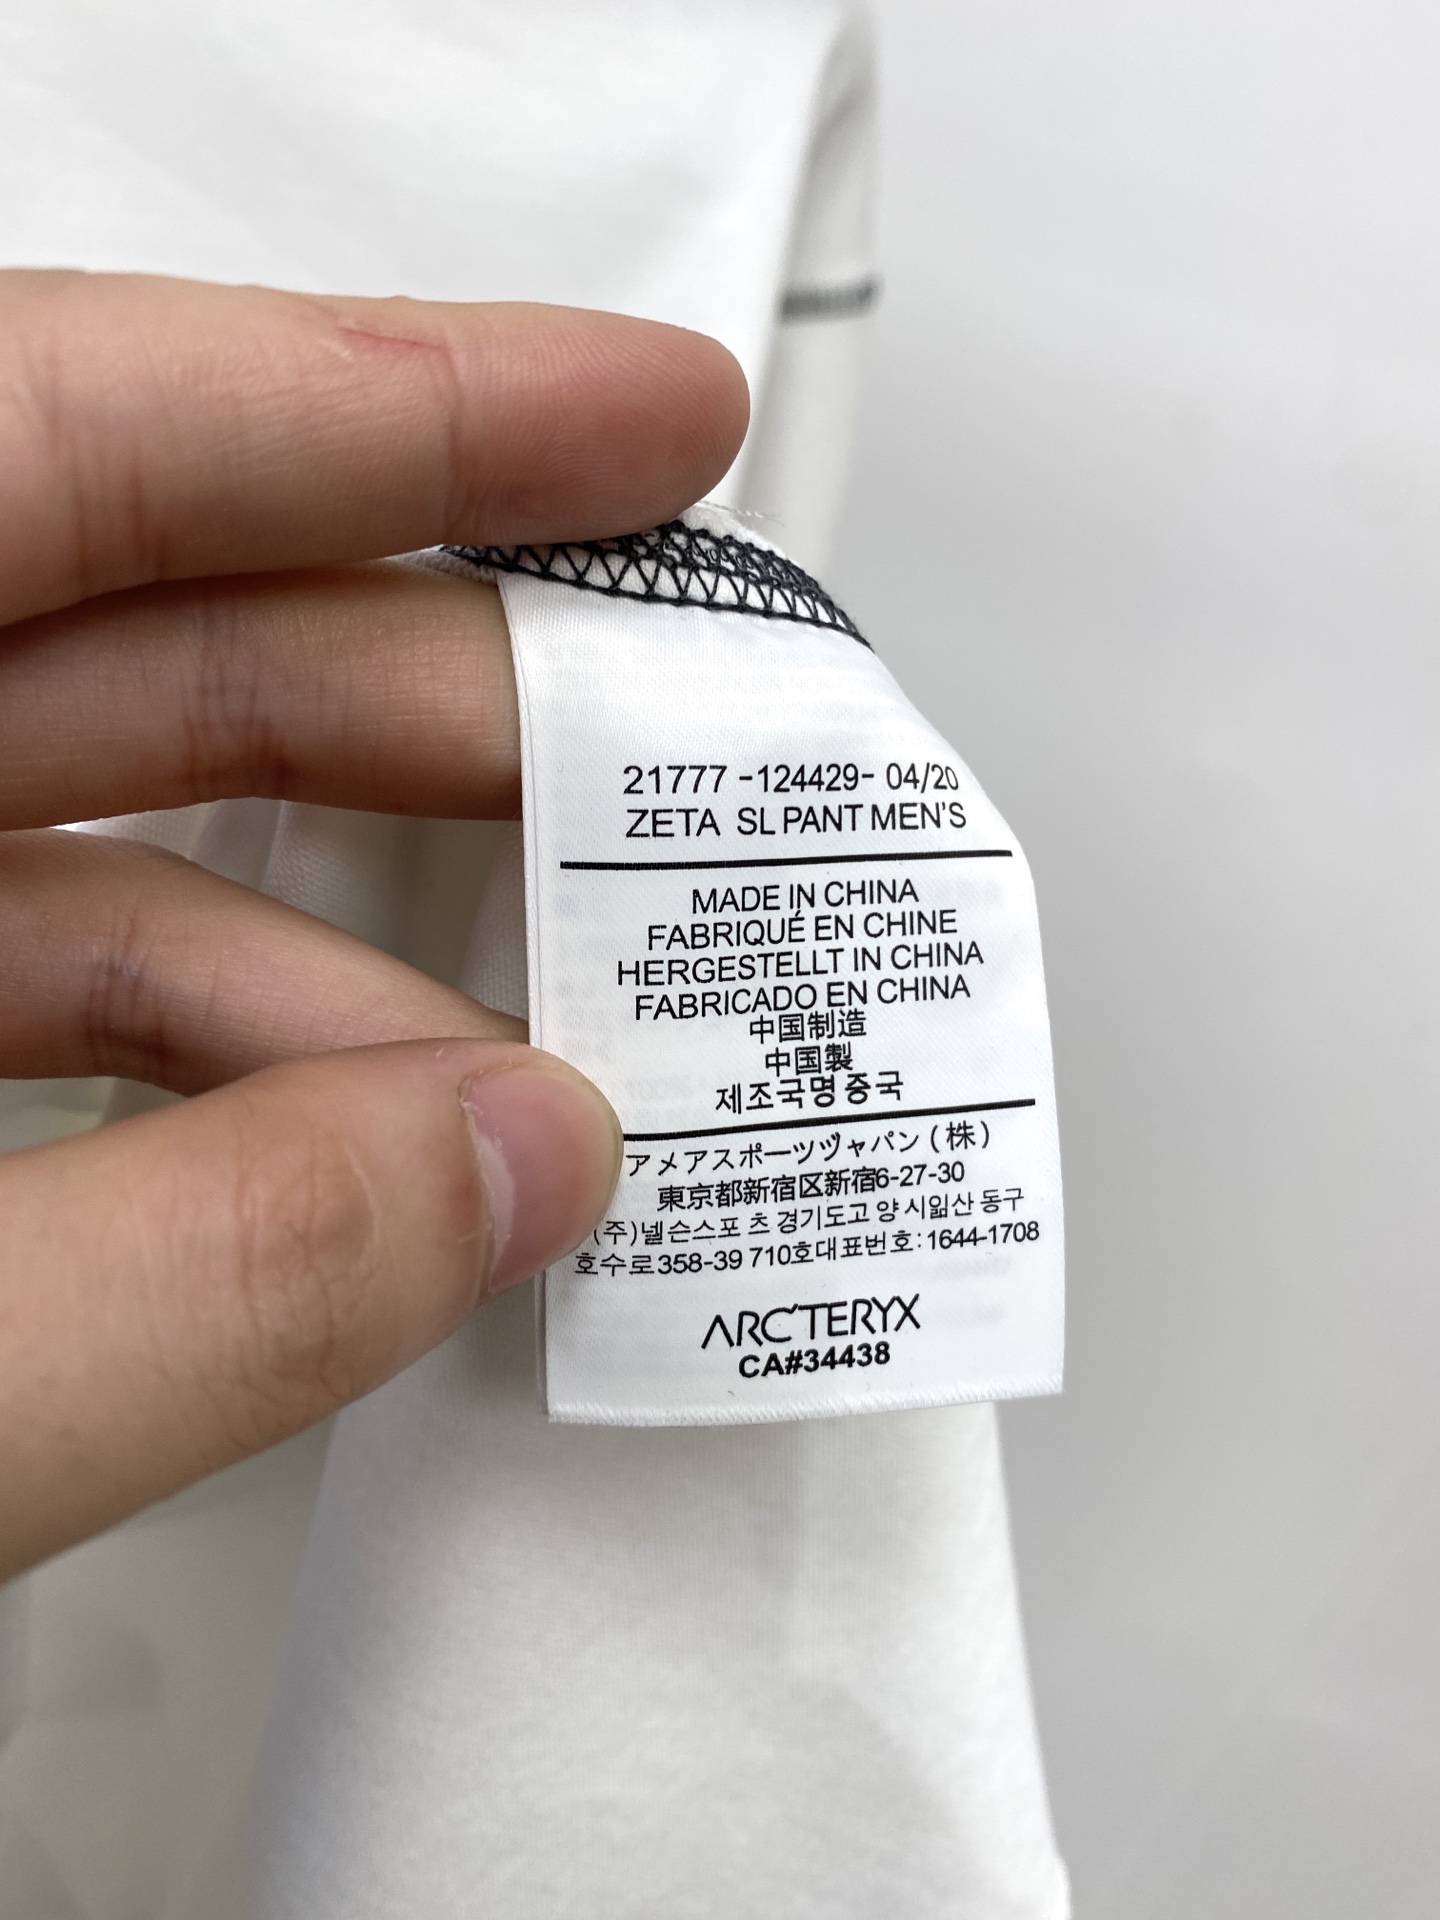 21777 -124429- 04/20
ZETA SL PANT MEN'S
MADE IN CHINA
FABRIQUÉ EN CHINE
HERGESTELLT IN CHINA
FABRICADO EN CHINA
中国制造
中国製
제조국명 중국
アメアスポーツヅャパン (株)
東京都新宿区新宿6-27-30
(주)넬슨스포 츠 경기도고 양 시일산 동구
호수로358-39 710호대표번호:1644-1708
ARC'TERYX
CA#34438